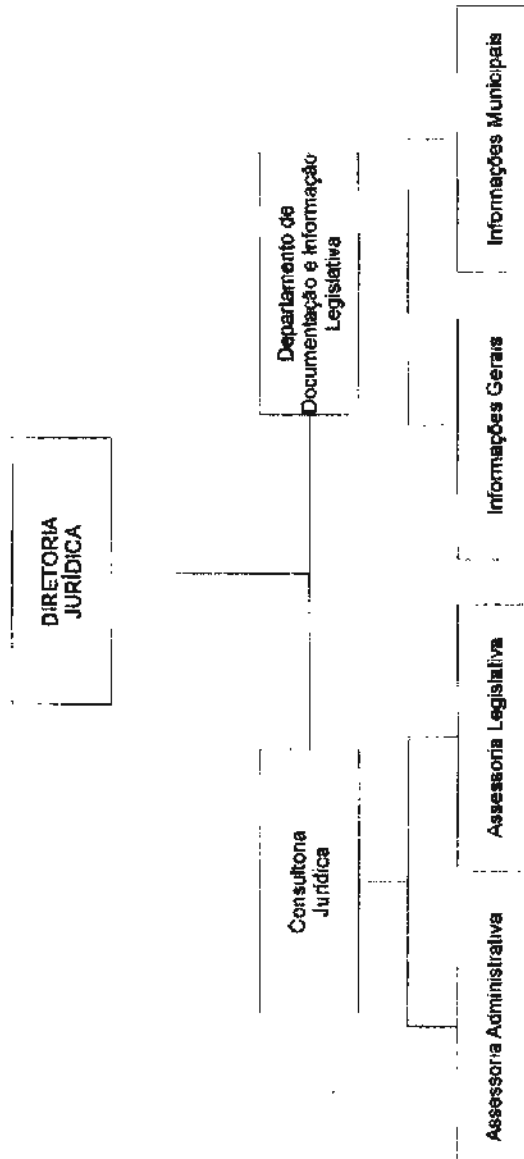 DIRETORIA
JURÍDICA
Consultoria
Jurídica
Departamento de
Documentação e Informação
Legislativa
Assessoria Administrativa
Assessoria Legislativa
Informações Gerais
Informações Municipais